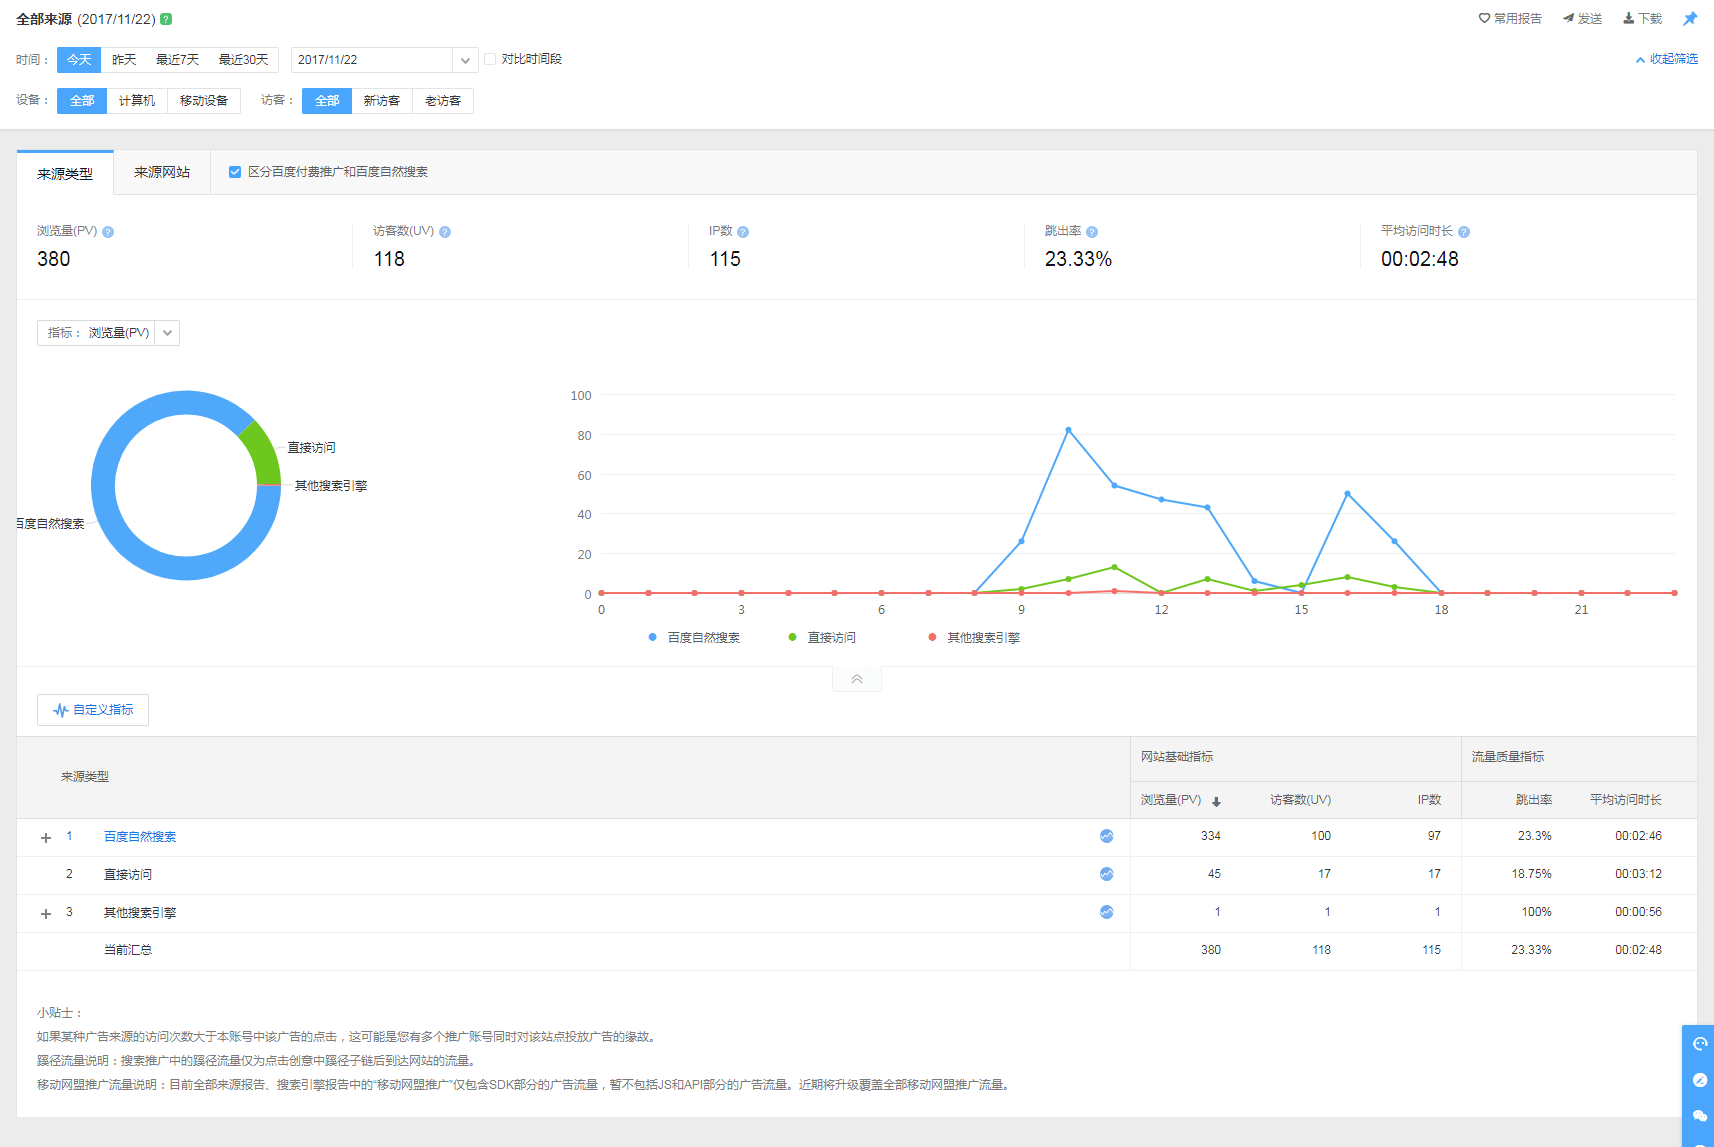 全部来源 (2017/11/22) ?
常用报告 发送 下载
时间： 今天 昨天 最近7天 最近30天 2017/11/22 对比时间段 收起筛选
设备： 全部 计算机 移动设备 访客： 全部 新访客 老访客
来源类型 来源网站 区分百度付费推广和百度自然搜索
浏览量(PV) ? 访客数(UV) ? IP数 ? 跳出率 ? 平均访问时长 ?
380 118 115 23.33% 00:02:48
指标： 浏览量(PV)
直接访问
其他搜索引擎
百度自然搜索
100
80
60
40
20
0
0 3 6 9 12 15 18 21
百度自然搜索 直接访问 其他搜索引擎
自定义指标
来源类型 网站基础指标 流量质量指标
浏览量(PV) 访客数(UV) IP数 跳出率 平均访问时长
1 百度自然搜索 334 100 97 23.3% 00:02:46
2 直接访问 45 17 17 18.75% 00:03:12
3 其他搜索引擎 1 1 1 100% 00:00:56
当前汇总 380 118 115 23.33% 00:02:48
小贴士：
如果某种广告来源的访问次数大于本账号中该广告的点击，这可能是您有多个推广账号同时对该站点投放广告的缘故。
蹊径流量说明：搜索推广中的蹊径流量仅为点击创意中蹊径子链后到达网站的流量。
移动网盟推广流量说明：目前全部来源报告、搜索引擎报告中的“移动网盟推广”仅包含SDK部分的广告流量，暂不包括JS和API部分的广告流量。近期将升级覆盖全部移动网盟推广流量。